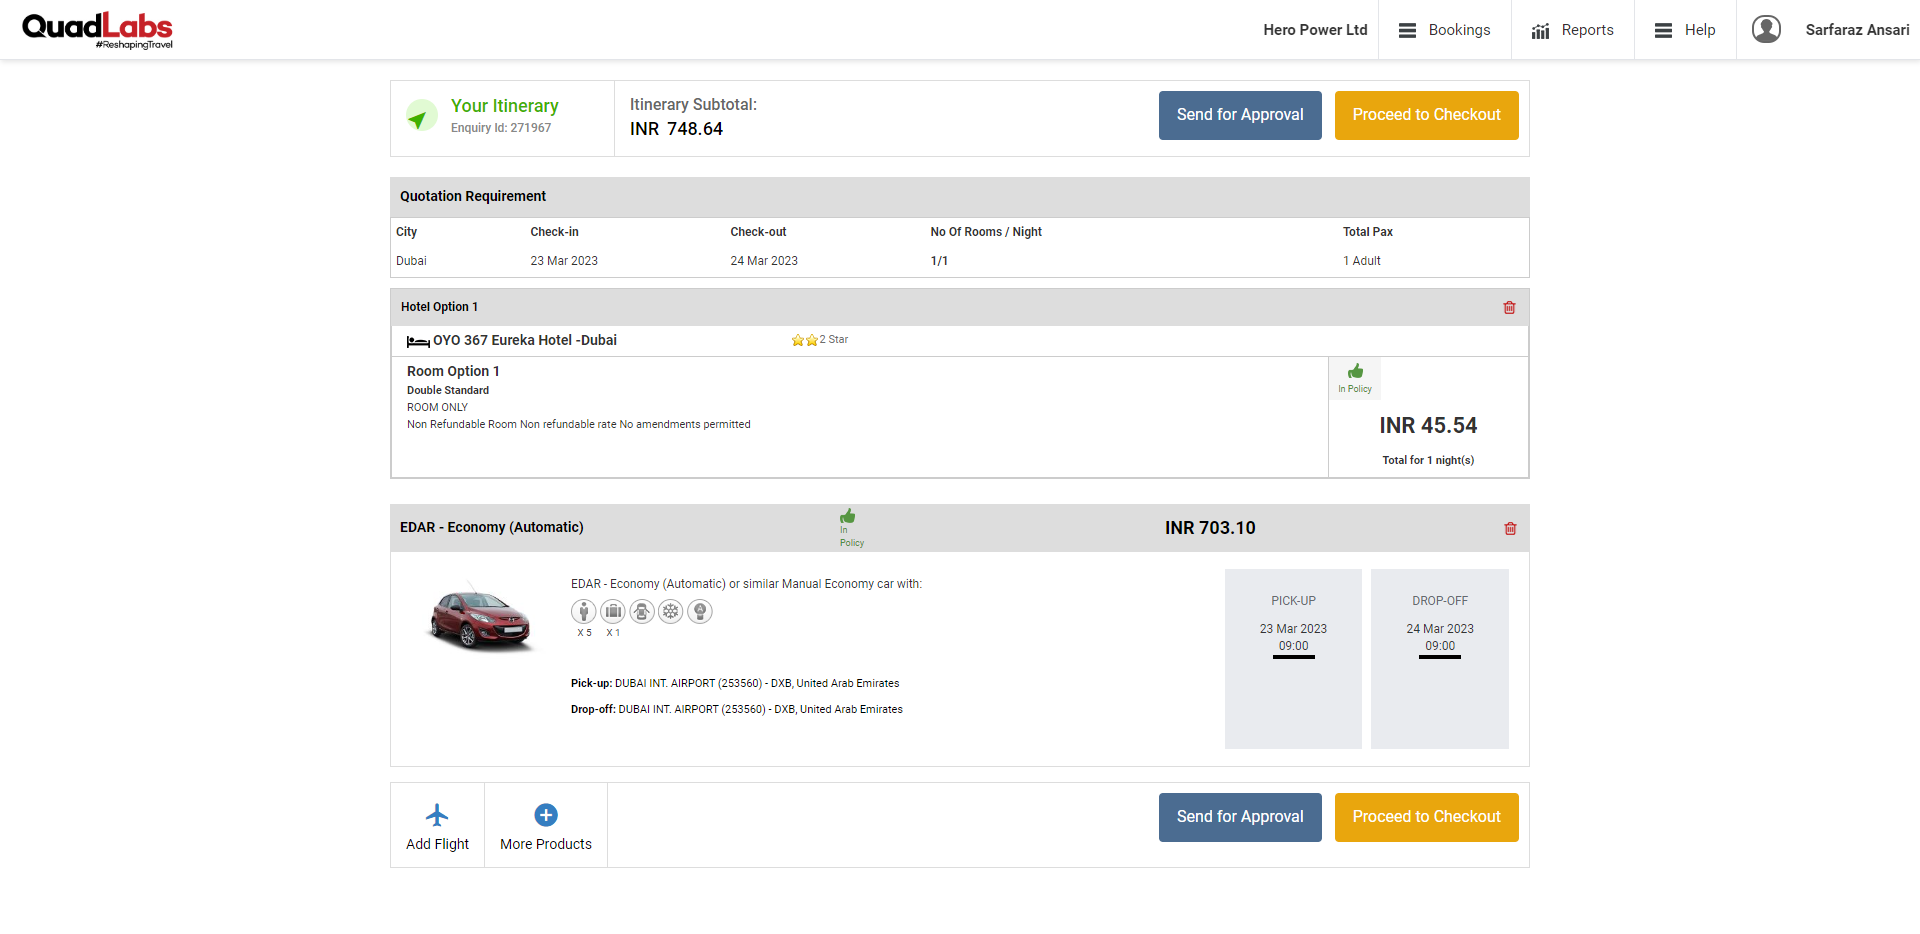 QuadLabs
#ReshapingTravel
Hero Power Ltd
Bookings
Reports
Help
Sarfaraz Ansari
Your Itinerary
Enquiry Id: 271967
Itinerary Subtotal:
INR 748.64
Send for Approval
Proceed to Checkout
Quotation Requirement
City Check-in Check-out No Of Rooms / Night Total Pax
Dubai 23 Mar 2023 24 Mar 2023 1/1 1 Adult
Hotel Option 1
OYO 367 Eureka Hotel -Dubai 2 Star
Room Option 1
Double Standard
ROOM ONLY
Non Refundable Room Non refundable rate No amendments permitted
In Policy
INR 45.54
Total for 1 night(s)
EDAR - Economy (Automatic)
In
Policy
INR 703.10
EDAR - Economy (Automatic) or similar Manual Economy car with:
X 5 X 1
Pick-up: DUBAI INT. AIRPORT (253560) - DXB, United Arab Emirates
Drop-off: DUBAI INT. AIRPORT (253560) - DXB, United Arab Emirates
PICK-UP
23 Mar 2023
09:00
DROP-OFF
24 Mar 2023
09:00
Add Flight
More Products
Send for Approval
Proceed to Checkout